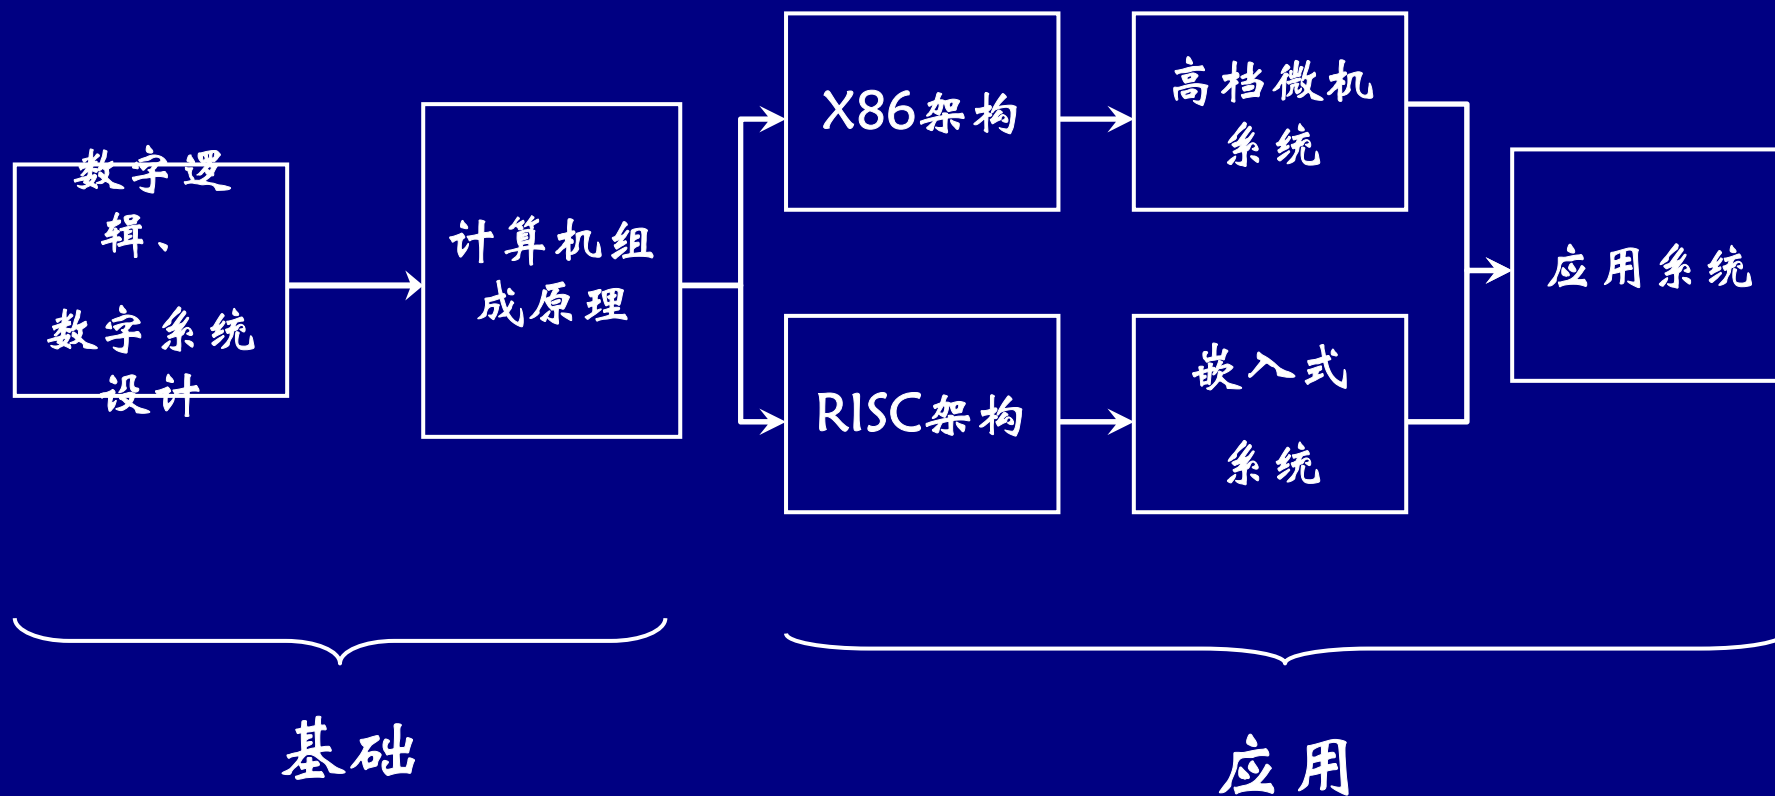 数字逻
辑、
数字系统
设计
计算机组
成原理
X86架构
高档微机
系统
RISC架构
嵌入式
系统
应用系统
基础
应用